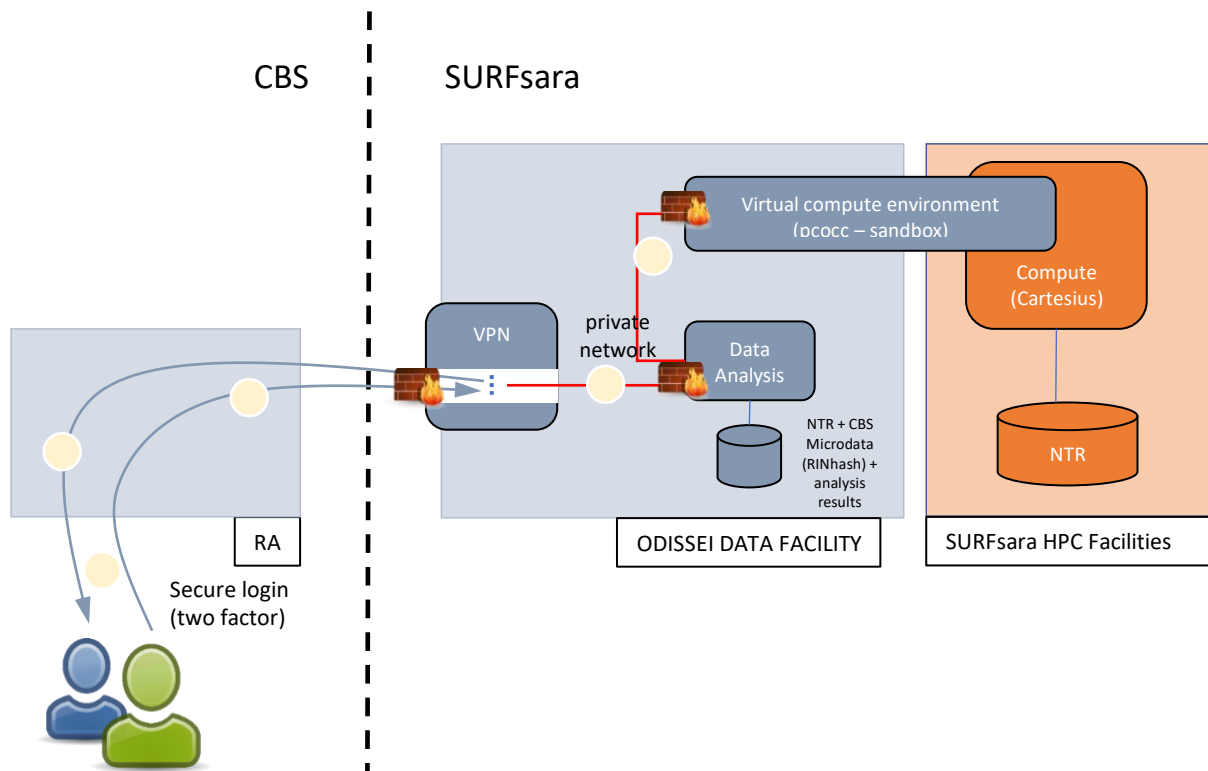 CBS
SURFsara
Virtual compute environment
(pcocc – sandbox)
Compute
(Cartesius)
VPN
private
network
Data
Analysis
NTR + CBS
Microdata
(RINhash) +
analysis
results
NTR
RA
ODISSEI DATA FACILITY
SURFsara HPC Facilities
Secure login
(two factor)